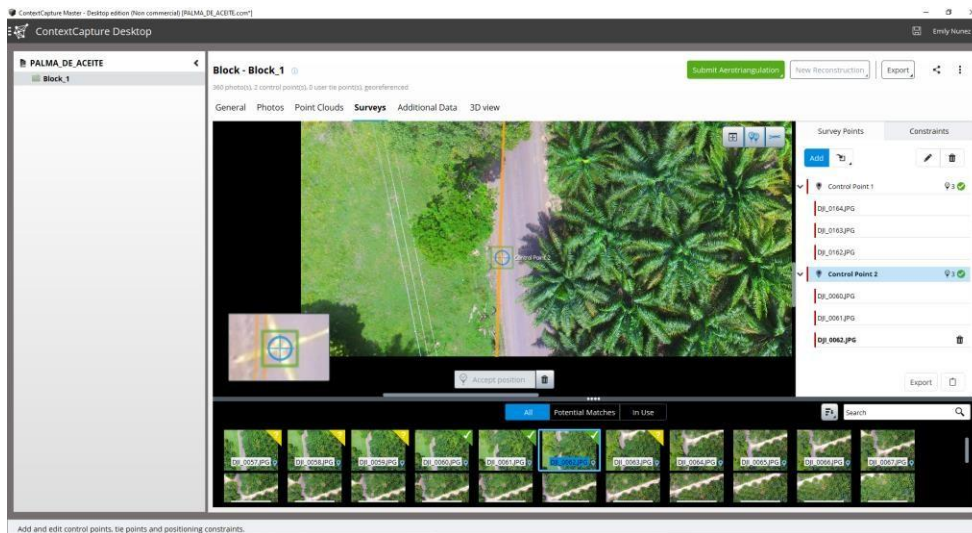 ContextCapture Master - Desktop edition (Non commercial) [PALMA_DE_ACEITE.ccm*]
ContextCapture Desktop
Emily Nunez
PALMA_DE_ACEITE
Block_1
Block - Block_1
Submit Aerotriangulation
New Reconstruction
Export
360 photo(s), 2 control point(s), 0 user tie point(s), georeferenced
General Photos Point Clouds Surveys Additional Data 3D view
Survey Points Constraints
Add
Control Point 1 3
DJI_0164.JPG
DJI_0163.JPG
DJI_0162.JPG
Control Point 2
Control Point 2 3
DJI_0060.JPG
DJI_0061.JPG
DJI_0062.JPG
Accept position
Export
All Potential Matches In Use
Search
DJI_0057.JPG DJI_0058.JPG DJI_0059.JPG DJI_0060.JPG DJI_0061.JPG DJI_0062.JPG DJI_0063.JPG DJI_0064.JPG DJI_0065.JPG DJI_0066.JPG DJI_0067.JPG
Add and edit control points, tie points and positioning constraints.